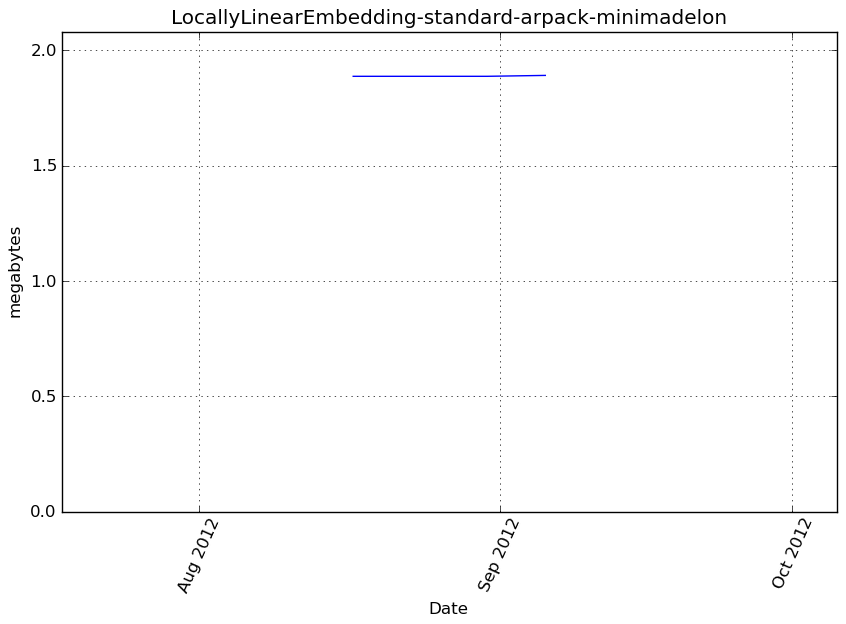 LocallyLinearEmbedding-standard-arpack-minimadelon
2.0
1.5
1.0
0.5
0.0
megabytes
Aug 2012
Sep 2012
Oct 2012
Date